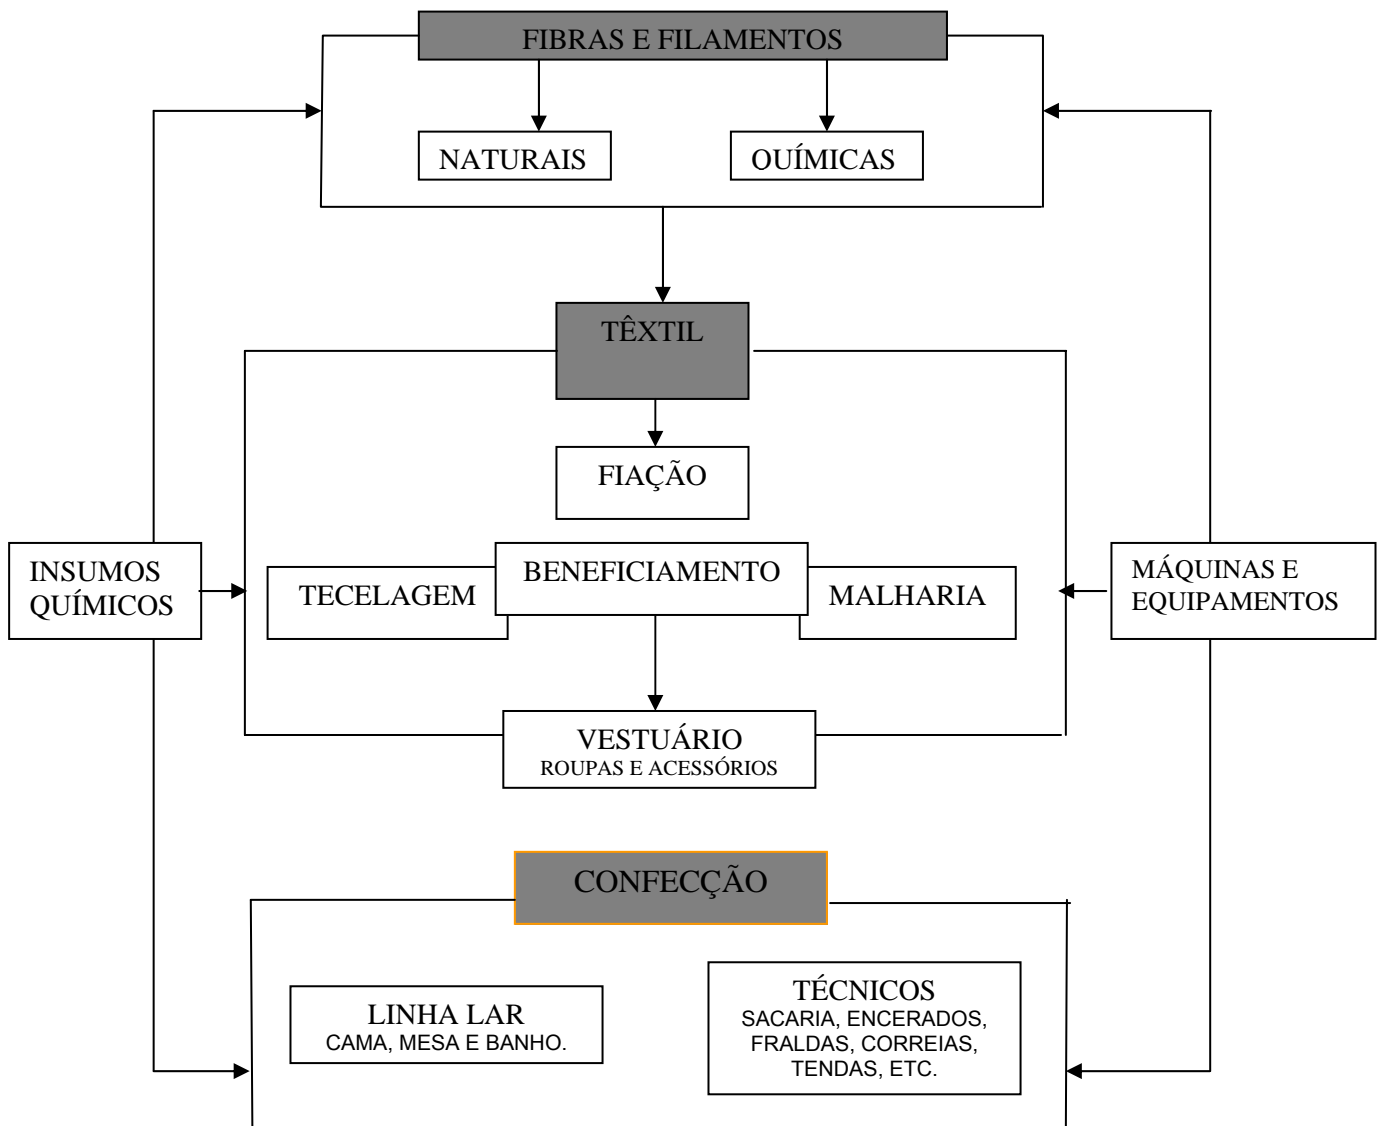 FIBRAS E FILAMENTOS
NATURAIS
QUÍMICAS
TÊXTIL
FIAÇÃO
INSUMOS
QUÍMICOS
TECELAGEM
BENEFICIAMENTO
MALHARIA
MÁQUINAS E
EQUIPAMENTOS
VESTUÁRIO
ROUPAS E ACESSÓRIOS
CONFECÇÃO
LINHA LAR
CAMA, MESA E BANHO.
TÉCNICOS
SACARIA, ENCERADOS,
FRALDAS, CORREIAS,
TENDAS, ETC.